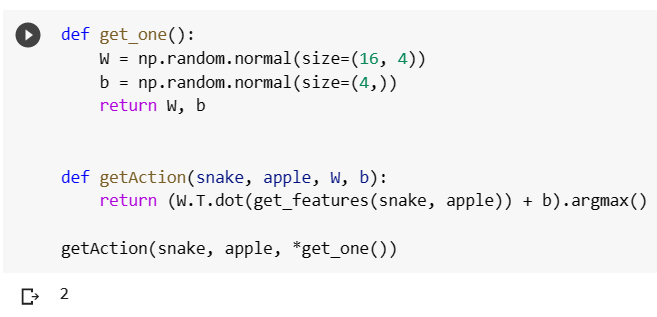 def get_one():
    W = np.random.normal(size=(16, 4))
    b = np.random.normal(size=(4,))
    return W, b
def getAction(snake, apple, W, b):
    return (W.T.dot(get_features(snake, apple)) + b).argmax()
getAction(snake, apple, *get_one())
2